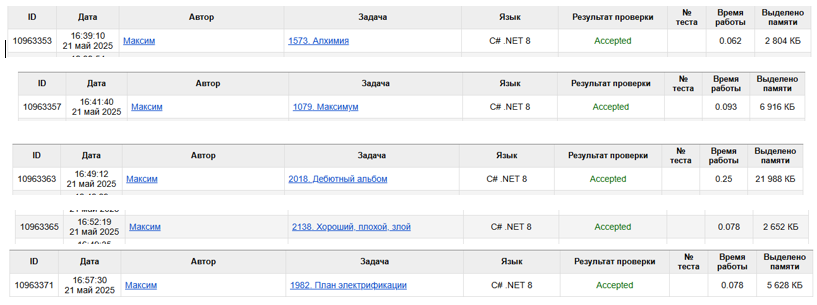 ID Дата Автор Задача Язык Результат проверки № теста Время работы Выделено памяти
10963353 16:39:10 21 май 2025 Максим 1573. Алхимия C# .NET 8 Accepted 0.062 2 804 КБ
ID Дата Автор Задача Язык Результат проверки № теста Время работы Выделено памяти
10963357 16:41:40 21 май 2025 Максим 1079. Максимум C# .NET 8 Accepted 0.093 6 916 КБ
ID Дата Автор Задача Язык Результат проверки № теста Время работы Выделено памяти
10963363 16:49:12 21 май 2025 Максим 2018. Дебютный альбом C# .NET 8 Accepted 0.25 21 988 КБ
10963365 16:52:19 21 май 2025 Максим 2138. Хороший, плохой, злой C# .NET 8 Accepted 0.078 2 652 КБ
ID Дата Автор Задача Язык Результат проверки № теста Время работы Выделено памяти
10963371 16:57:30 21 май 2025 Максим 1982. План электрификации C# .NET 8 Accepted 0.078 5 628 КБ